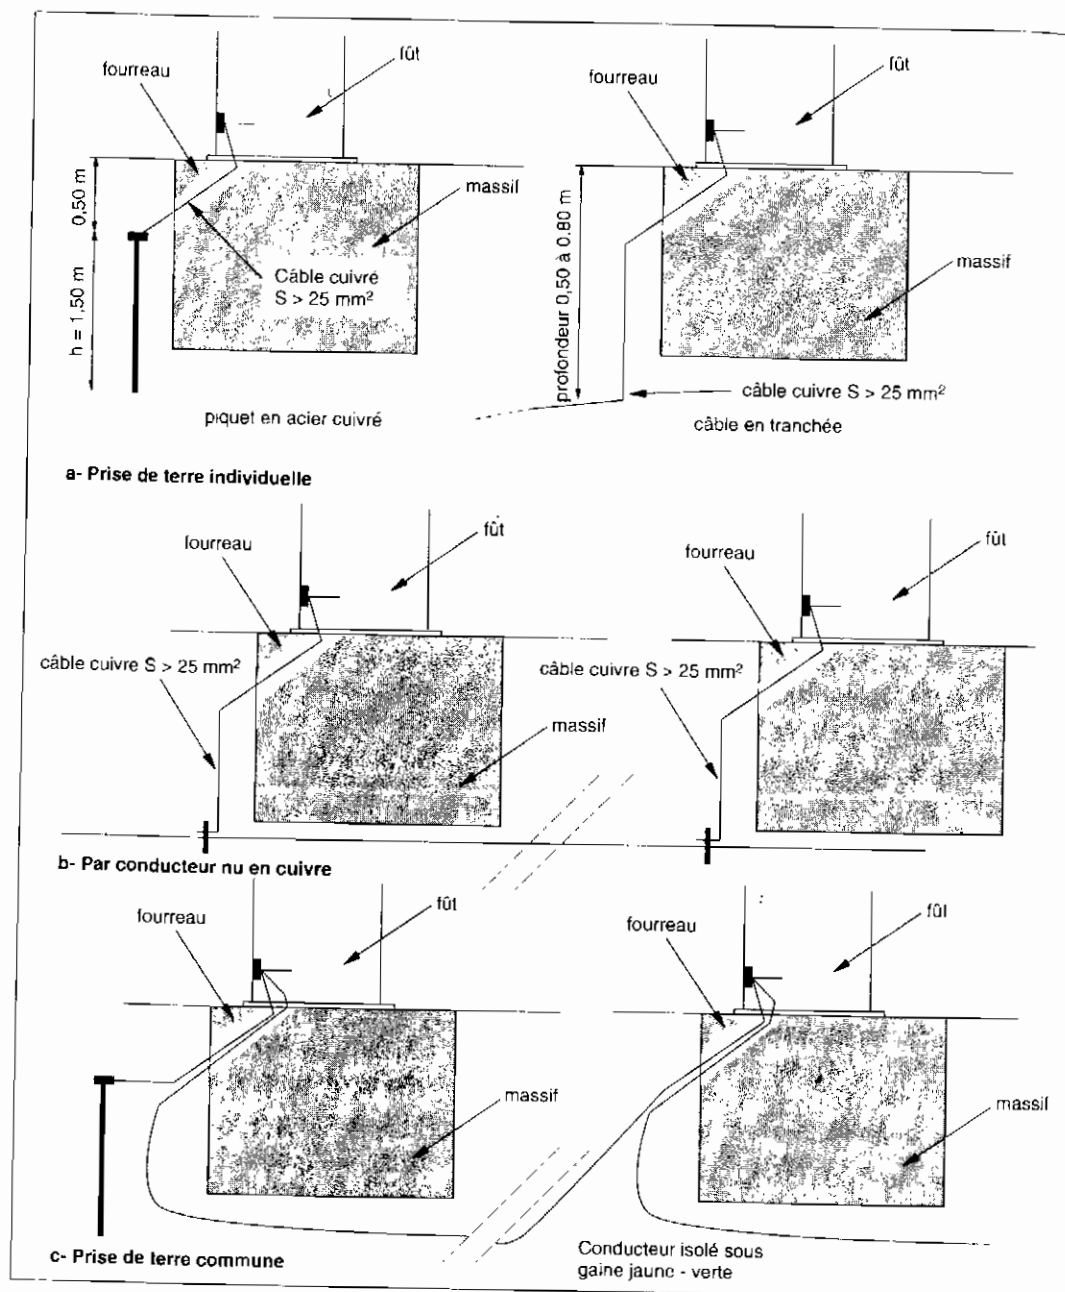 fourreau
fût
0,50 m
h = 1,50 m
massif
Câble cuivré
S > 25 mm²
piquet en acier cuivré
fourreau
fût
profondeur 0,50 à 0.80 m
massif
câble cuivre S > 25 mm²
câble en tranchée
a- Prise de terre individuelle
fourreau
fût
câble cuivre S > 25 mm²
massif
fourreau
fût
câble cuivre S > 25 mm²
b- Par conducteur nu en cuivre
fourreau
fût
massif
fourreau
fût
massif
c- Prise de terre commune
Conducteur isolé sous
gaine jaune - verte